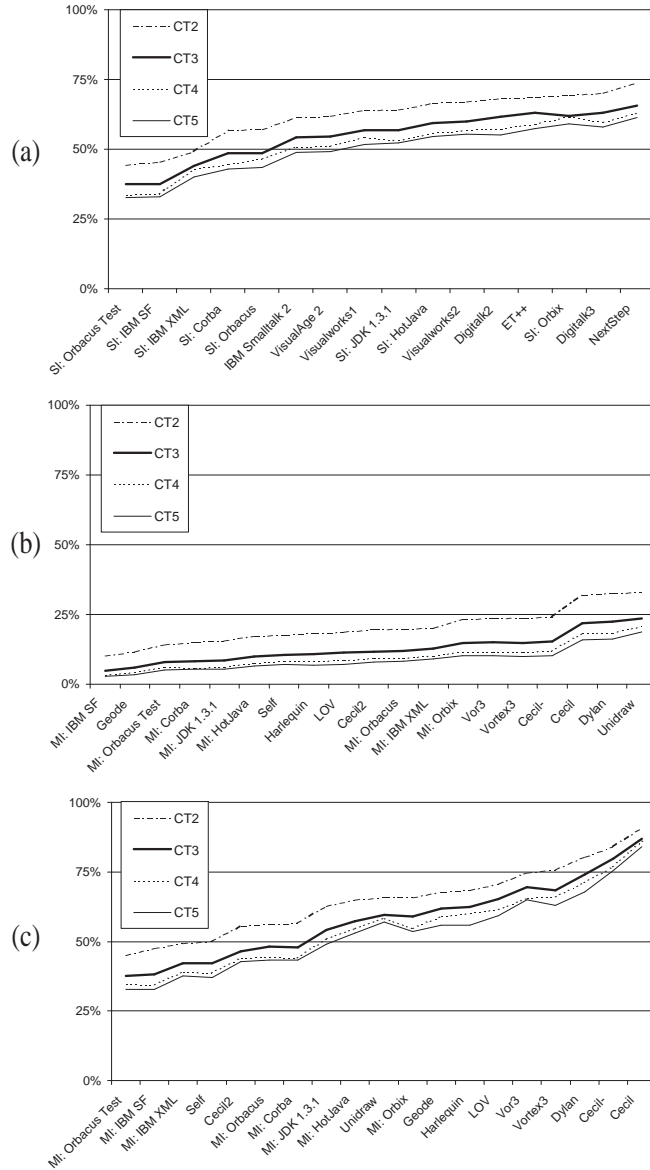 100%
75%
50%
25%
0%
CT2
CT3
CT4
CT5
(a)
SI: Orbacus Test
SI: IBM SF
SI: IBM XML
SI: Corba
SI: Orbacus
IBM Smalltalk 2
VisualAge 2
Visualworks1
SI: JDK 1.3.1
SI: HotJava
Visualworks2
Digitalk2
ET++
SI: Orbix
Digitalk3
NextStep
100%
75%
50%
25%
0%
CT2
CT3
CT4
CT5
(b)
MI: IBM SF
Geode
MI: Orbacus Test
MI: Corba
MI: JDK 1.3.1
MI: HotJava
Self
Harlequin
LOV
Cecil2
MI: Orbacus
MI: IBM XML
MI: Orbix
Vor3
Vortex3
Cecil-
Cecil
Dylan
Unidraw
100%
75%
50%
25%
0%
CT2
CT3
CT4
CT5
(c)
MI: Orbacus Test
MI: IBM SF
MI: IBM XML
Self
Cecil2
MI: Orbacus
MI: Corba
MI: JDK 1.3.1
MI: HotJava
Unidraw
MI: Orbix
Geode
Harlequin
LOV
Vor3
Vortex3
Dylan
Cecil-
Cecil